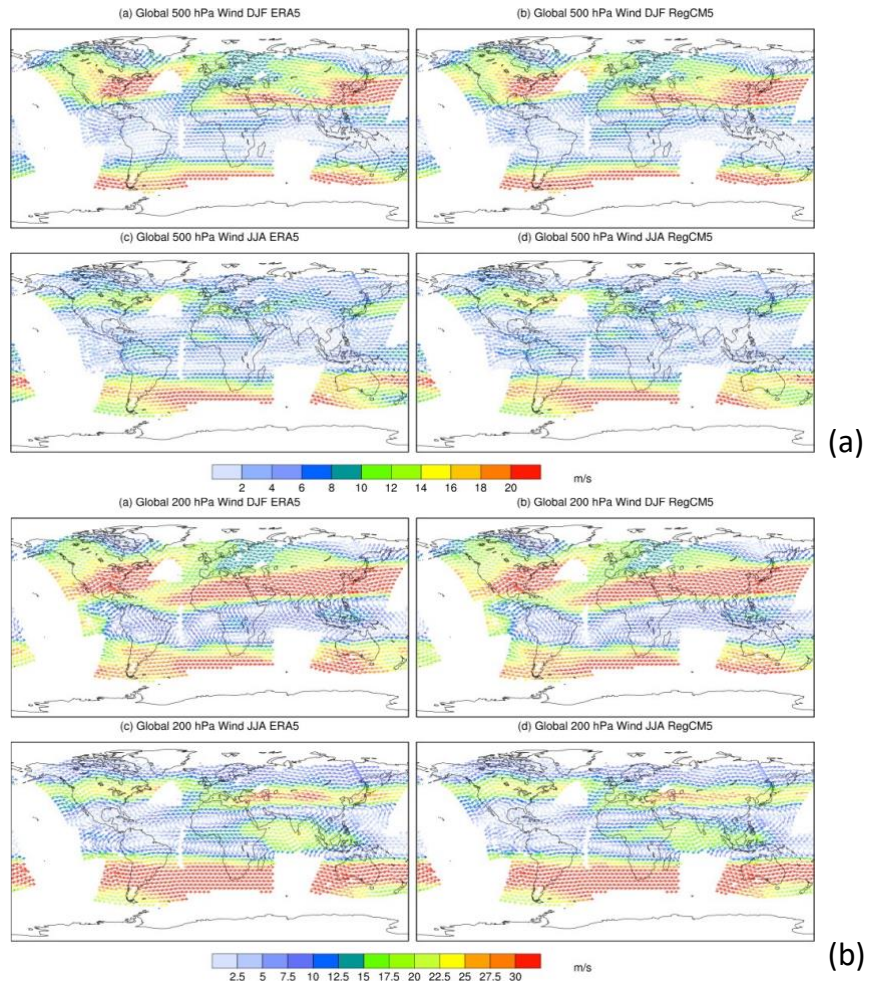 (a) Global 500 hPa Wind DJF ERA5
(b) Global 500 hPa Wind DJF RegCM5
(c) Global 500 hPa Wind JJA ERA5
(d) Global 500 hPa Wind JJA RegCM5
(a)
2 4 6 8 10 12 14 16 18 20 m/s
(a) Global 200 hPa Wind DJF ERA5
(b) Global 200 hPa Wind DJF RegCM5
(c) Global 200 hPa Wind JJA ERA5
(d) Global 200 hPa Wind JJA RegCM5
(b)
2.5 5 7.5 10 12.5 15 17.5 20 22.5 25 27.5 30 m/s